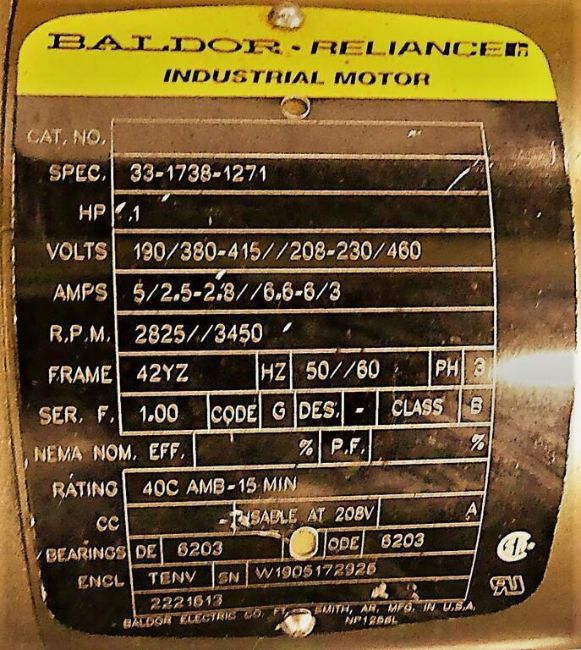 BALDOR · RELIANCER
INDUSTRIAL MOTOR
CAT. NO.
SPEC. 33-1738-1271
HP .1
VOLTS 190/380-415//208-230/460
AMPS 5/2.5-2.8//6.6-6/3
R.P.M. 2825//3450
FRAME 42YZ HZ 50//60 PH 3
SER. F. 1.00 CODE G DES. - CLASS B
NEMA NOM. EFF. % P.F. %
RATING 40C AMB-15 MIN
CC USABLE AT 208V A
BEARINGS DE 6203 ODE 6203
ENCL TENV SN W1905172926
2221613
BALDOR ELECTRIC CO. FT. SMITH, AR. MFG. IN U.S.A.
NP1256L